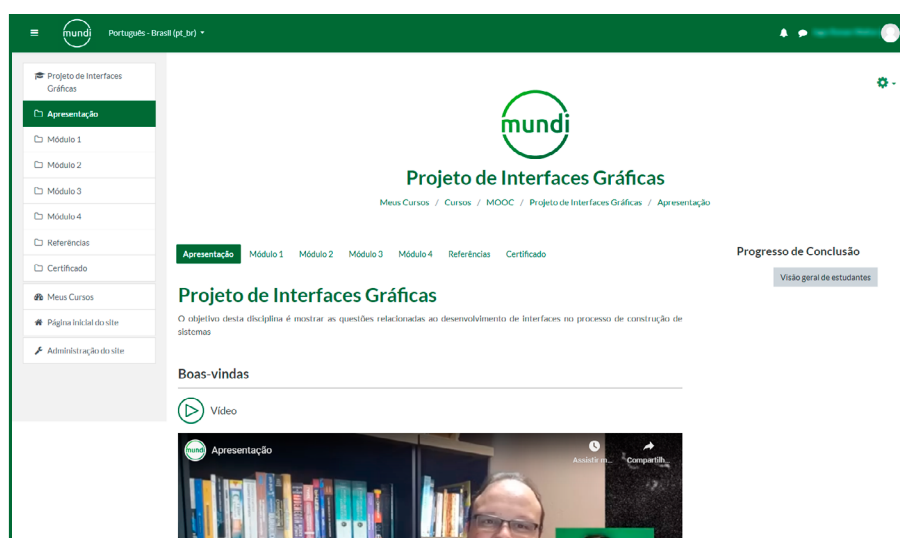 mundi
Português - Brasil (pt_br)
Projeto de Interfaces
Gráficas
Apresentação
Módulo 1
Módulo 2
Módulo 3
Módulo 4
Referências
Certificado
Meus Cursos
Página inicial do site
Administração do site
mundi
Projeto de Interfaces Gráficas
Meus Cursos / Cursos / MOOC / Projeto de Interfaces Gráficas / Apresentação
Apresentação Módulo 1 Módulo 2 Módulo 3 Módulo 4 Referências Certificado
Progresso de Conclusão
Visão geral de estudantes
Projeto de Interfaces Gráficas
O objetivo desta disciplina é mostrar as questões relacionadas ao desenvolvimento de interfaces no processo de construção de
sistemas
Boas-vindas
Vídeo
mundi Apresentação
Assistir m... Compartilh...